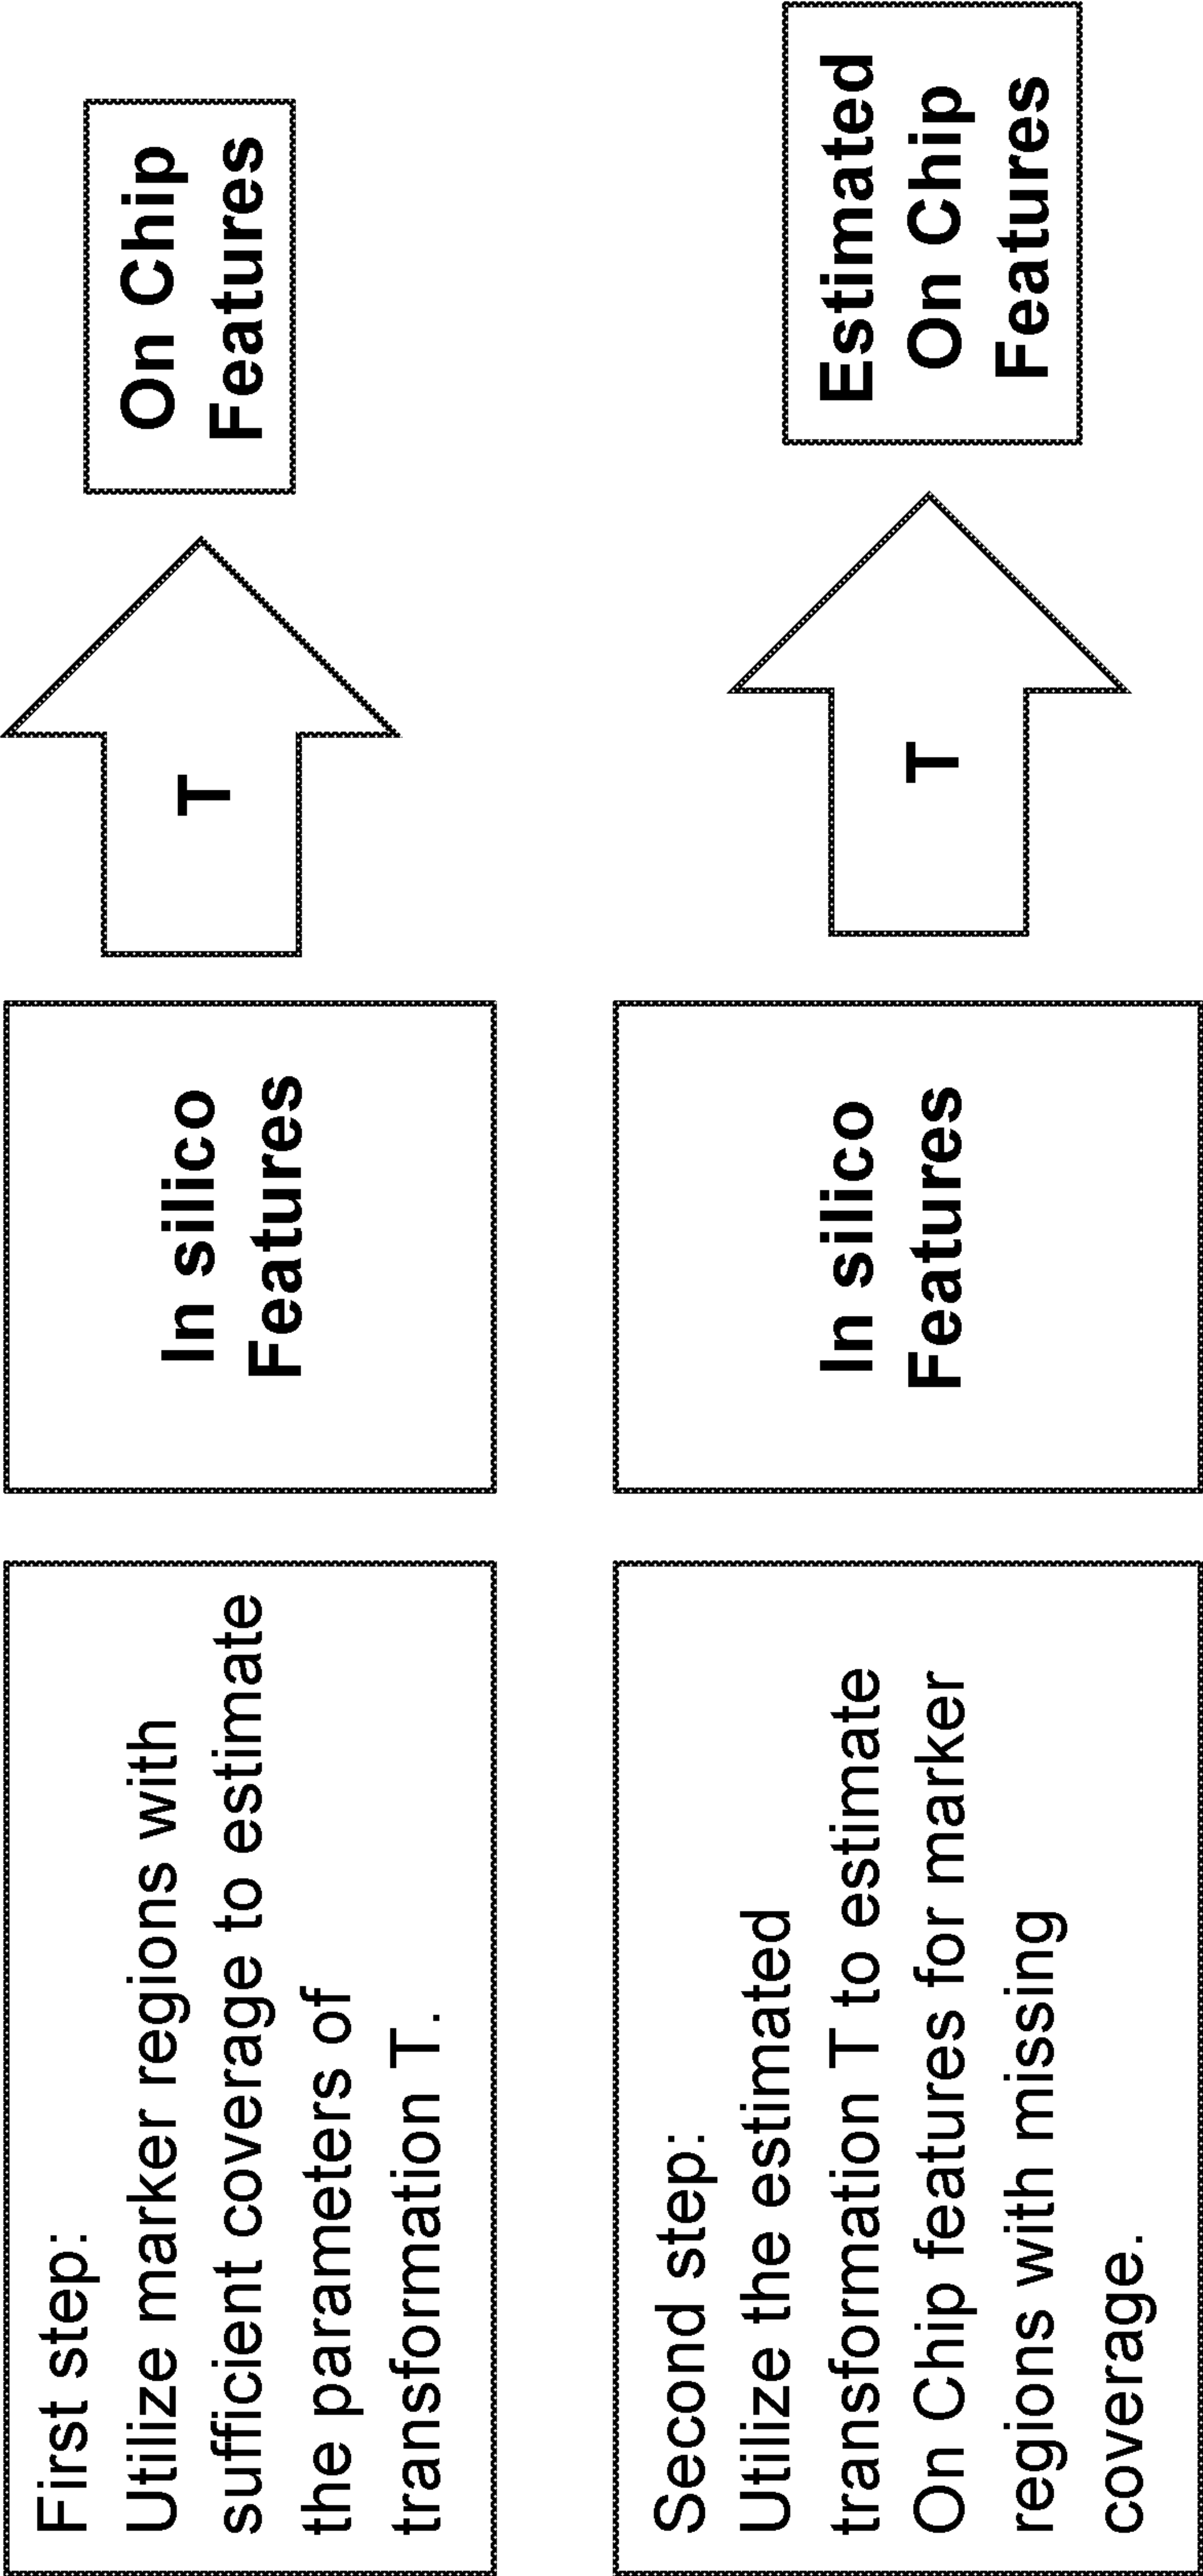 First step:
Utilize marker regions with
sufficient coverage to estimate
the parameters of
transformation T.
In silico
Features
T
On Chip
Features
Second step:
Utilize the estimated
transformation T to estimate
On Chip features for marker
regions with missing
coverage.
In silico
Features
T
Estimated
On Chip
Features